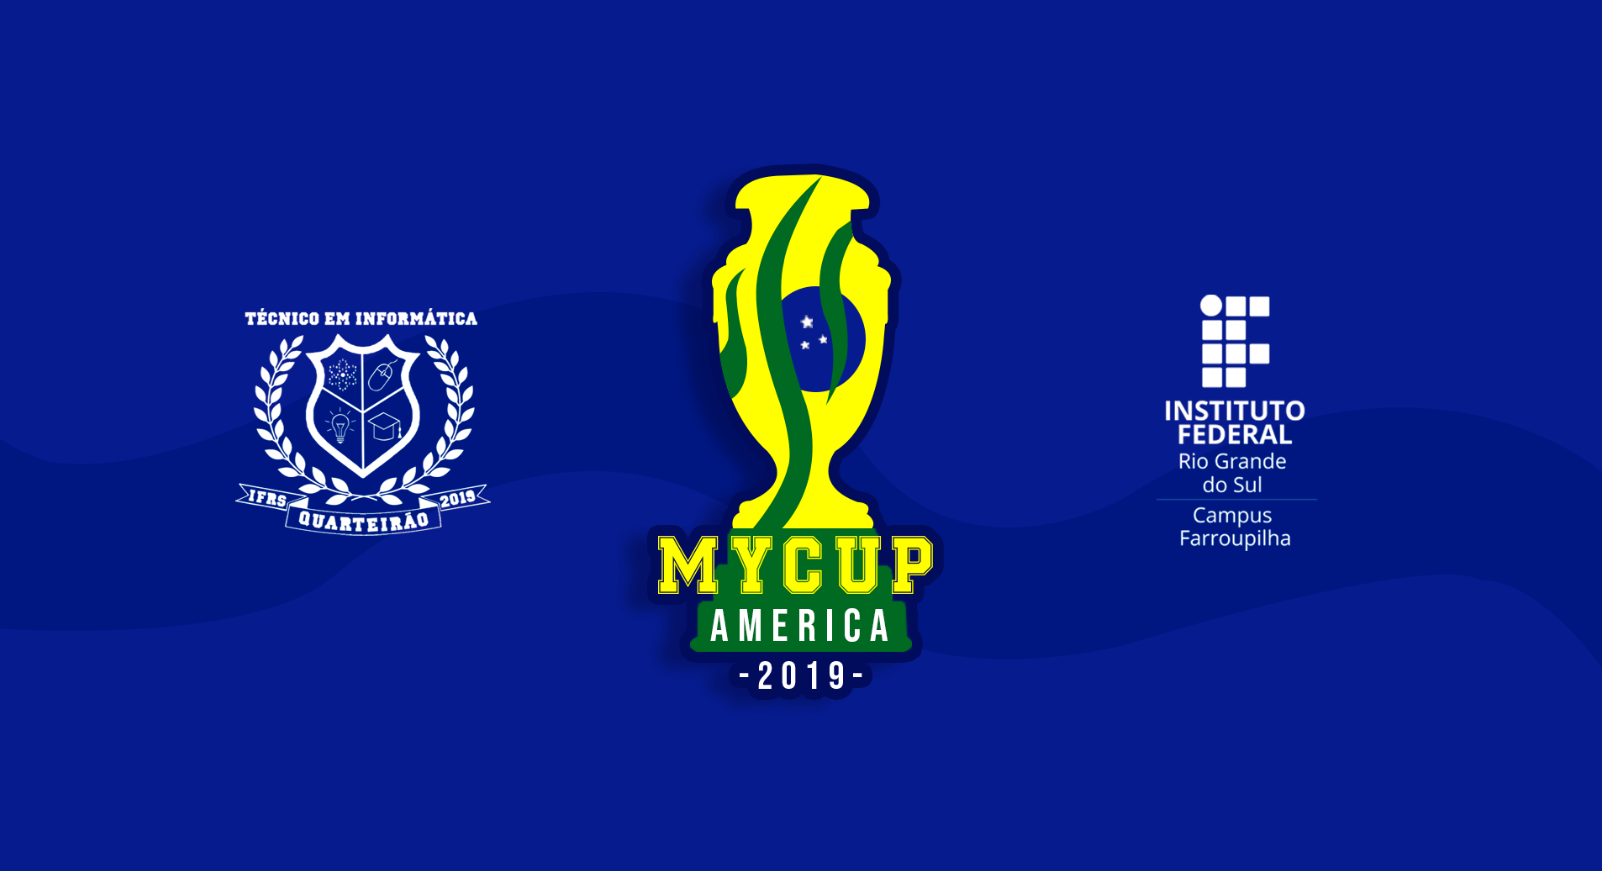 TÉCNICO EM INFORMÁTICA
IFRS
QUARTEIRÃO
2019
MYCUP
AMERICA
-2019-
INSTITUTO
FEDERAL
Rio Grande
do Sul
Campus
Farroupilha